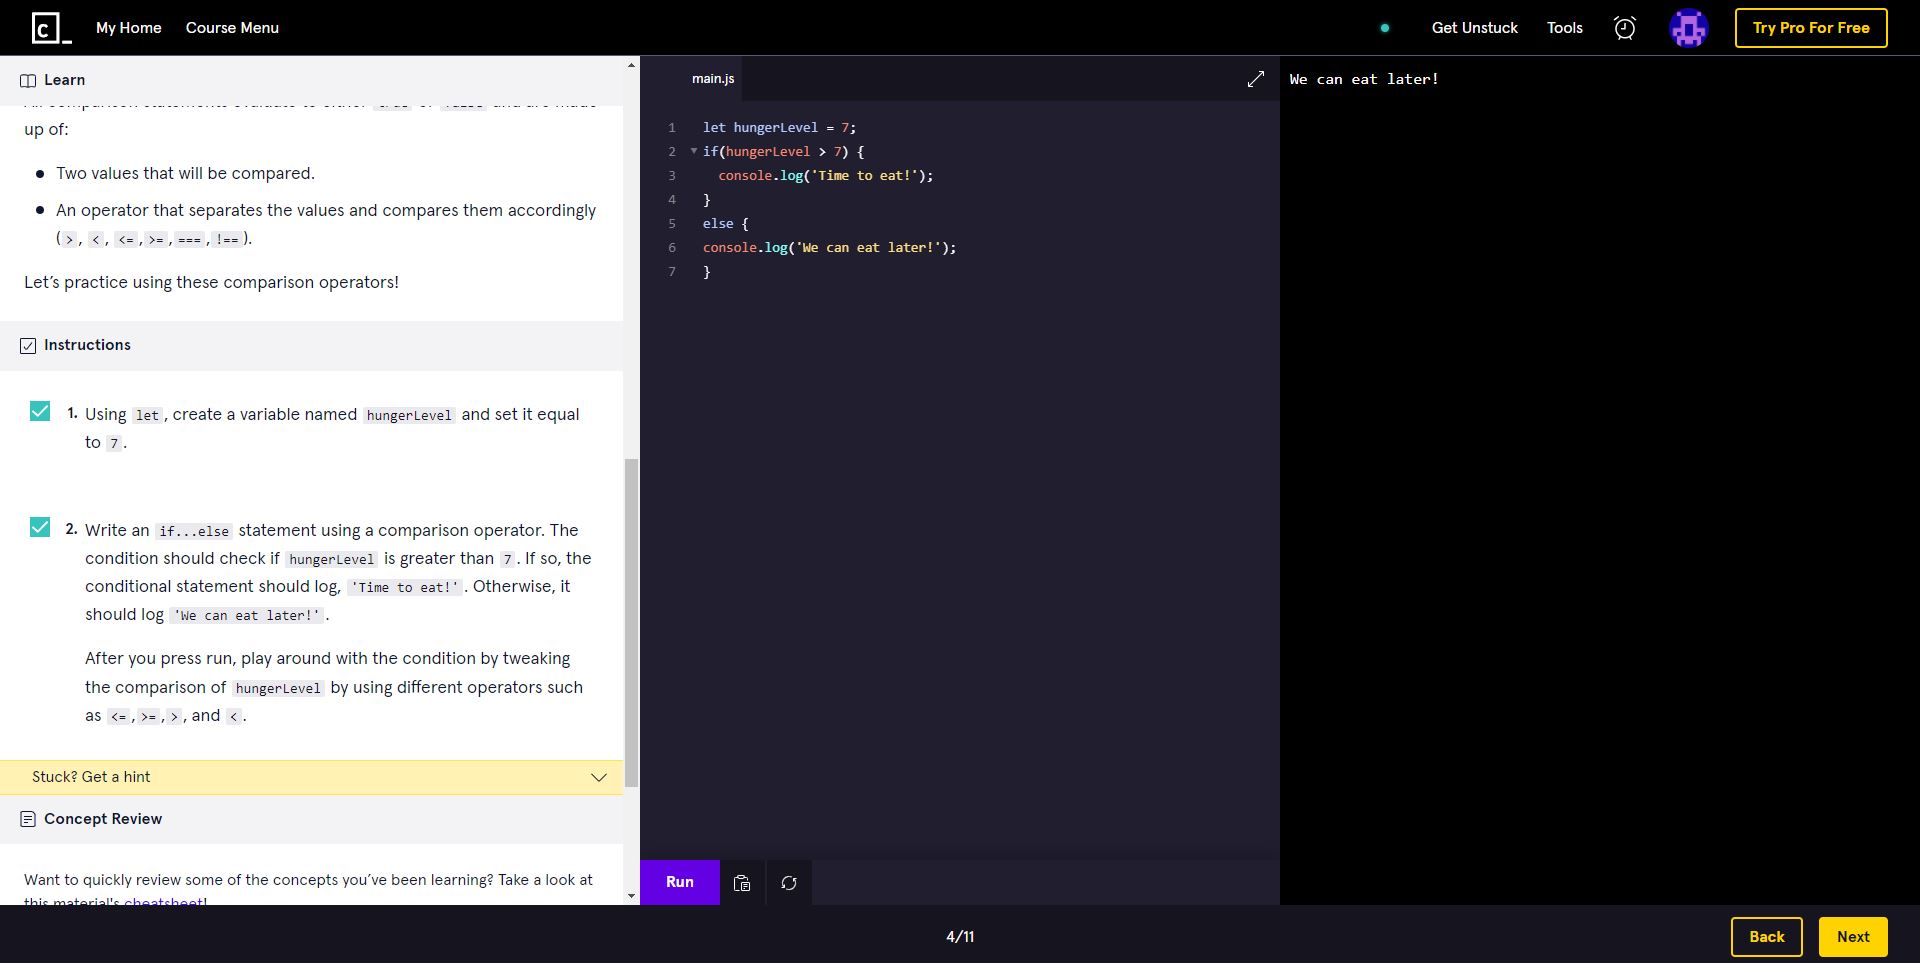 My Home Course Menu Get Unstuck Tools Try Pro For Free
Learn
up of:
Two values that will be compared.
An operator that separates the values and compares them accordingly
( > , < , <= , >= , === , !== ).
Let’s practice using these comparison operators!
Instructions
1. Using let , create a variable named hungerLevel and set it equal
to 7 .
2. Write an if...else statement using a comparison operator. The
condition should check if hungerLevel is greater than 7 . If so, the
conditional statement should log, 'Time to eat!' . Otherwise, it
should log 'We can eat later!' .
After you press run, play around with the condition by tweaking
the comparison of hungerLevel by using different operators such
as <= , >= , > , and < .
Stuck? Get a hint
Concept Review
Want to quickly review some of the concepts you’ve been learning? Take a look at
this material's cheatsheet!
main.js
1 let hungerLevel = 7;
2 if(hungerLevel > 7) {
3 console.log('Time to eat!');
4 }
5 else {
6 console.log('We can eat later!');
7 }
Run
We can eat later!
4/11
Back Next